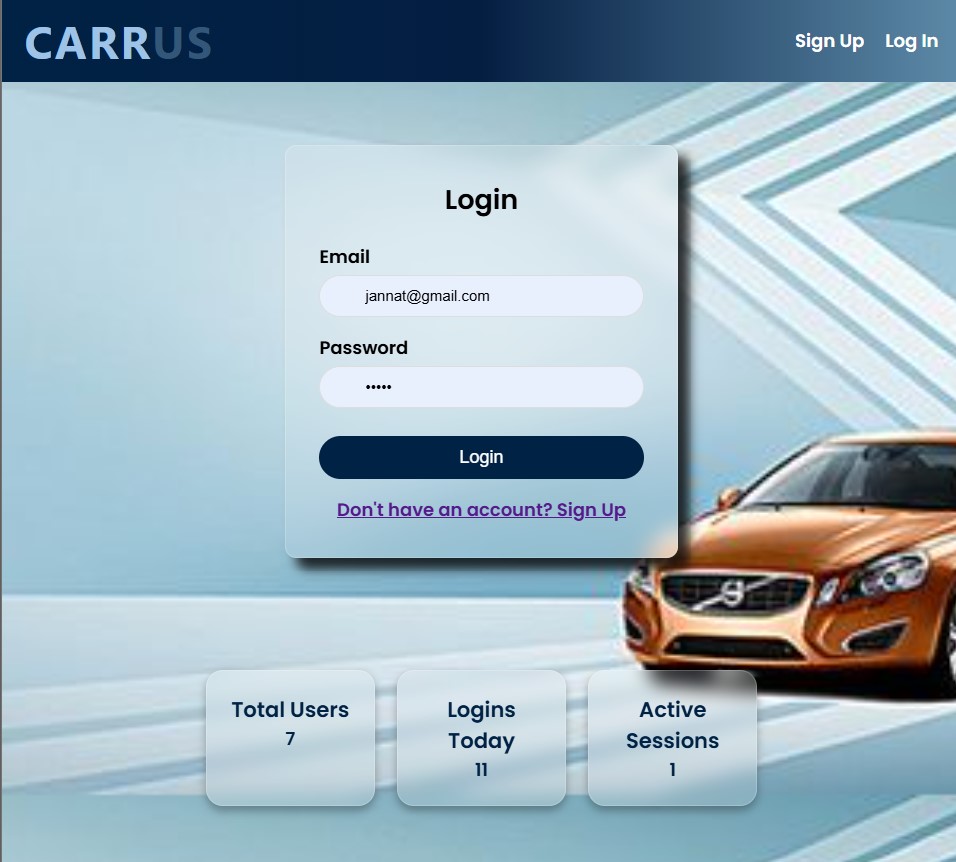 CARRUS
Sign Up Log In
Login
Email
jannat@gmail.com
Password
•••••
Login
Don't have an account? Sign Up
Total Users
7
Logins
Today
11
Active
Sessions
1